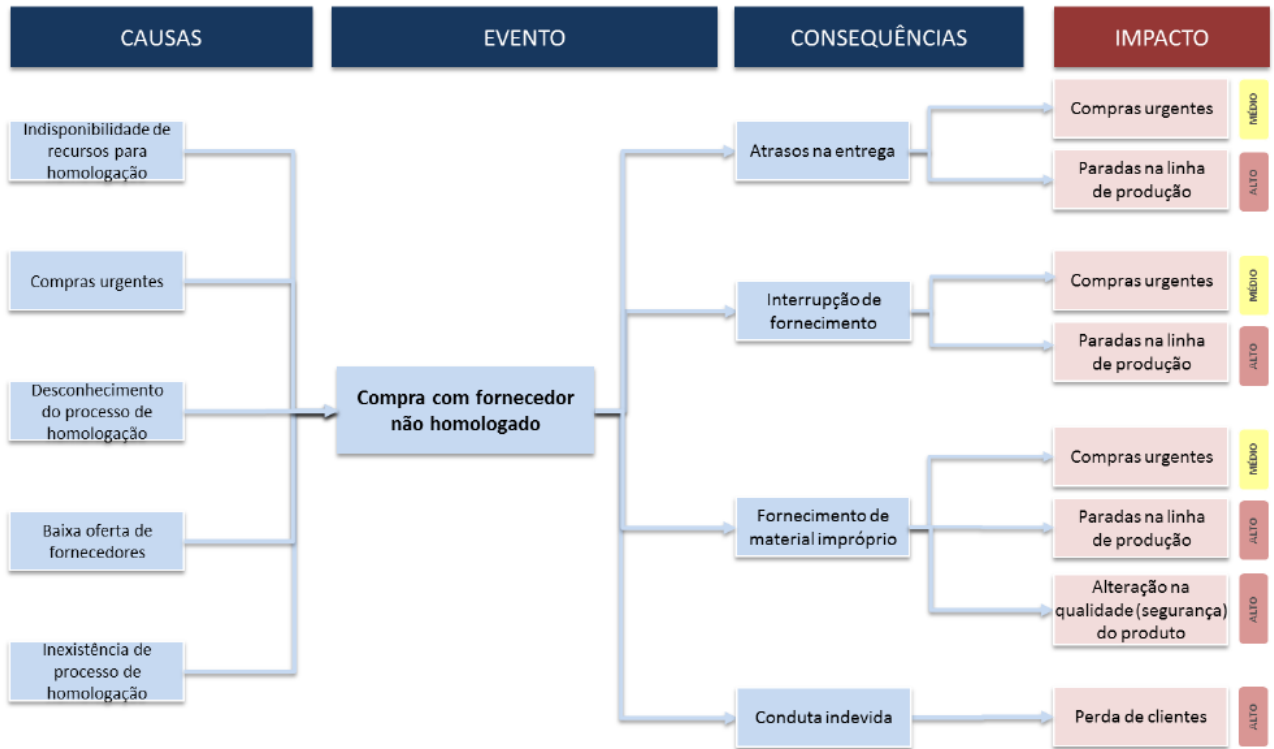 CAUSAS
EVENTO
CONSEQUÊNCIAS
IMPACTO
Indisponibilidade de
recursos para
homologação
Compras urgentes
Desconhecimento
do processo de
homologação
Baixa oferta de
fornecedores
Inexistência de
processo de
homologação
Compra com fornecedor
não homologado
Atrasos na entrega
Compras urgentes
MÉDIO
Paradas na linha
de produção
ALTO
Interrupção de
fornecimento
Compras urgentes
MÉDIO
Paradas na linha
de produção
ALTO
Fornecimento de
material impróprio
Compras urgentes
MÉDIO
Paradas na linha
de produção
ALTO
Alteração na
qualidade (segurança)
do produto
ALTO
Conduta indevida
Perda de clientes
ALTO